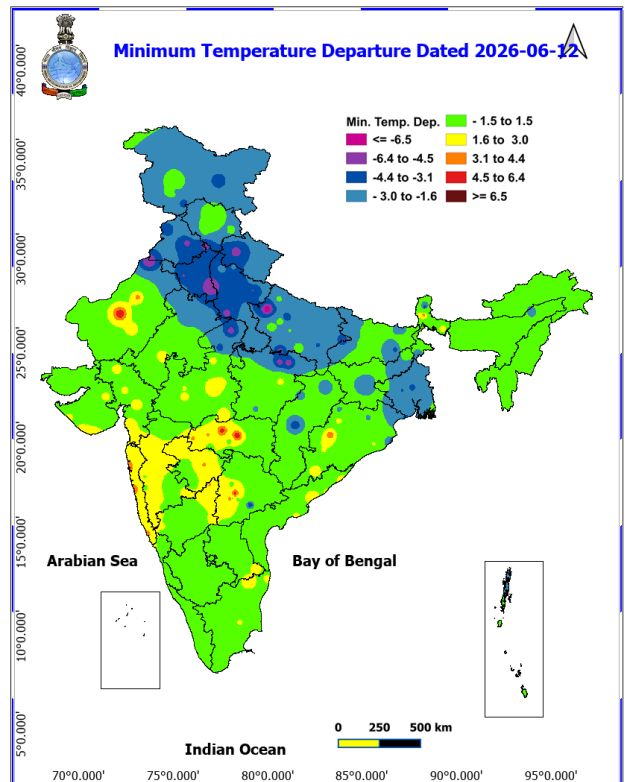 Minimum Temperature Departure Dated 2026-06-12
Min. Temp. Dep.
<= -6.5
-6.4 to -4.5
-4.4 to -3.1
- 3.0 to -1.6
- 1.5 to 1.5
1.6 to 3.0
3.1 to 4.4
4.5 to 6.4
>= 6.5
40°0.000'
35°0.000'
30°0.000'
25°0.000'
20°0.000'
15°0.000'
10°0.000'
5°0.000'
Arabian Sea
Bay of Bengal
0 250 500 km
Indian Ocean
70°0.000' 75°0.000' 80°0.000' 85°0.000' 90°0.000' 95°0.000'